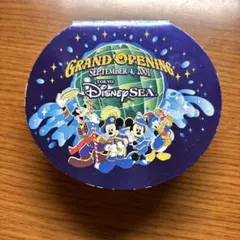 GRAND OPENING
SEPTEMBER 4, 2001
TOKYO
DISNEYSEA